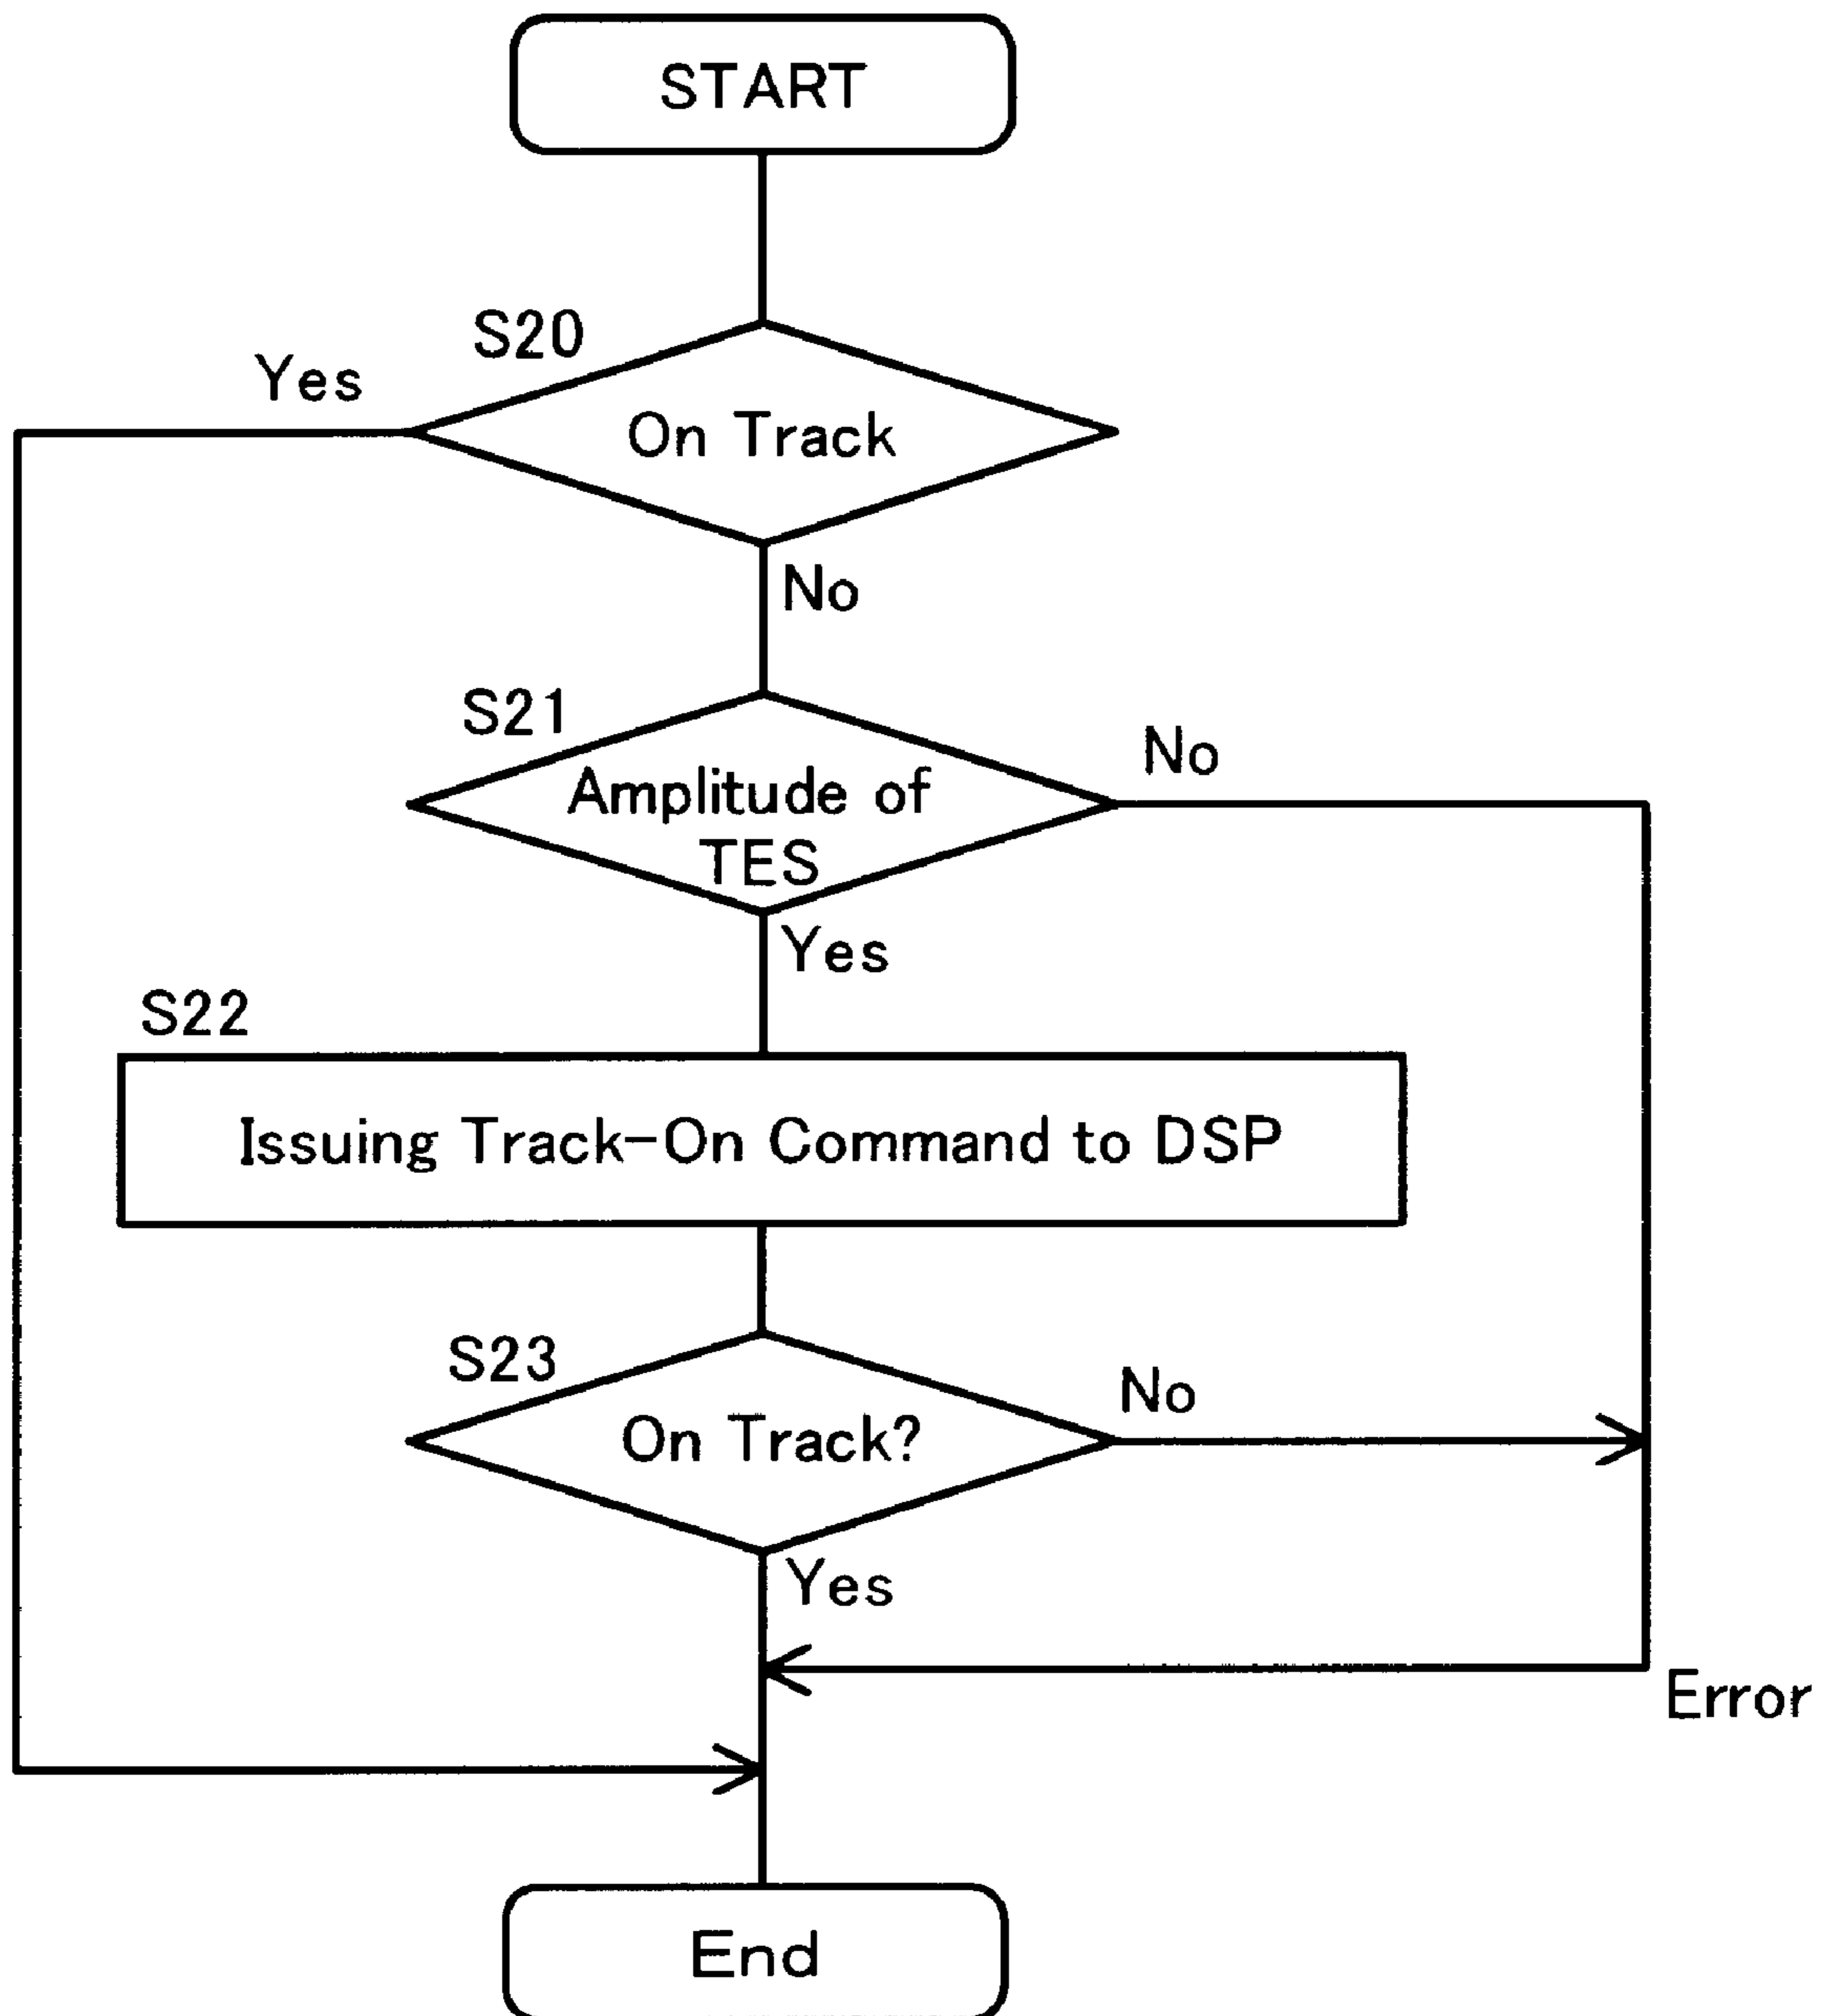 START
S20
Yes
On Track
No
S21
No
Amplitude of
TES
Yes
S22
Issuing Track-On Command to DSP
S23
No
On Track?
Yes
Error
End